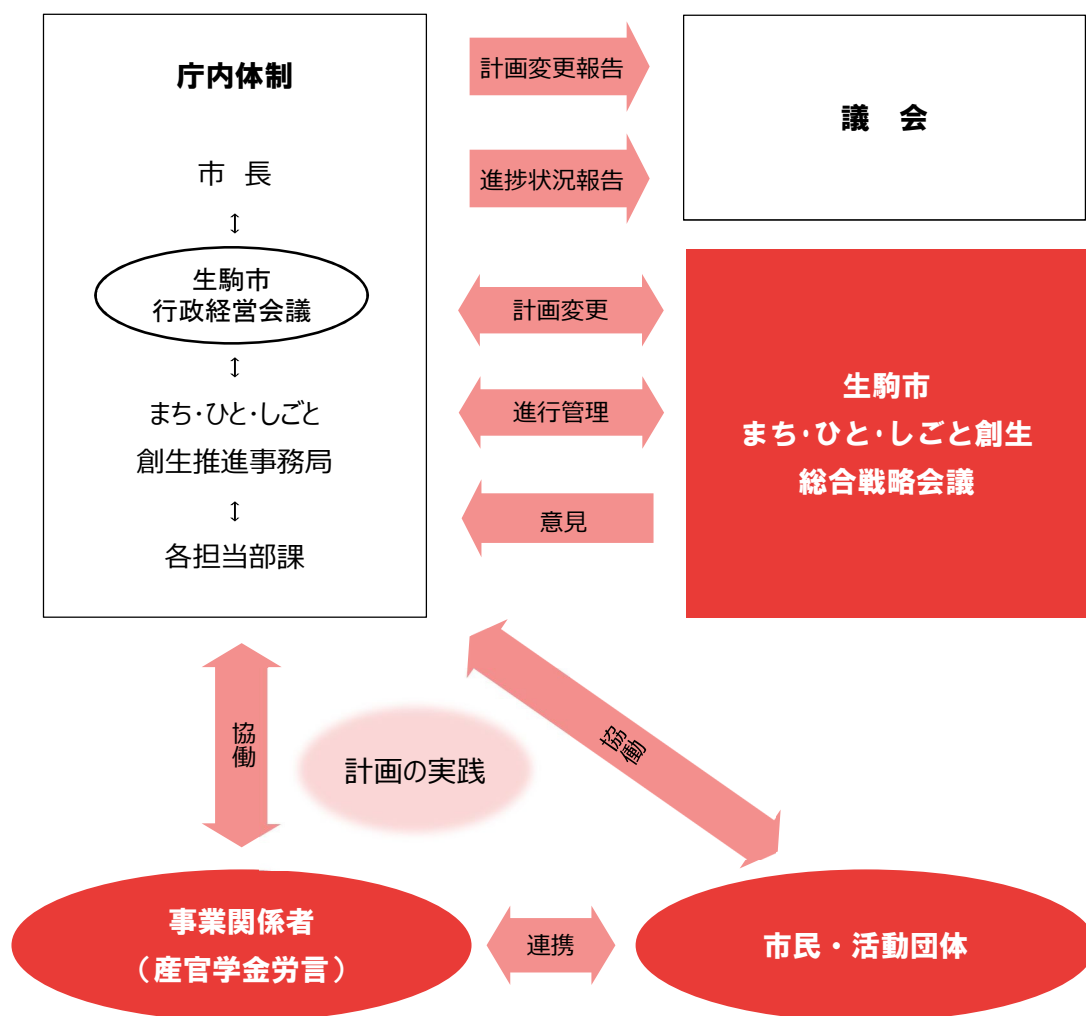 庁内体制
市 長
↕
生駒市
行政経営会議
↕
まち・ひと・しごと
創生推進事務局
↕
各担当部課
計画変更報告
進捗状況報告
議 会
計画変更
進行管理
意見
生駒市
まち・ひと・しごと創生
総合戦略会議
協働
計画の実践
協働
事業関係者
（産官学金労言）
連携
市民・活動団体